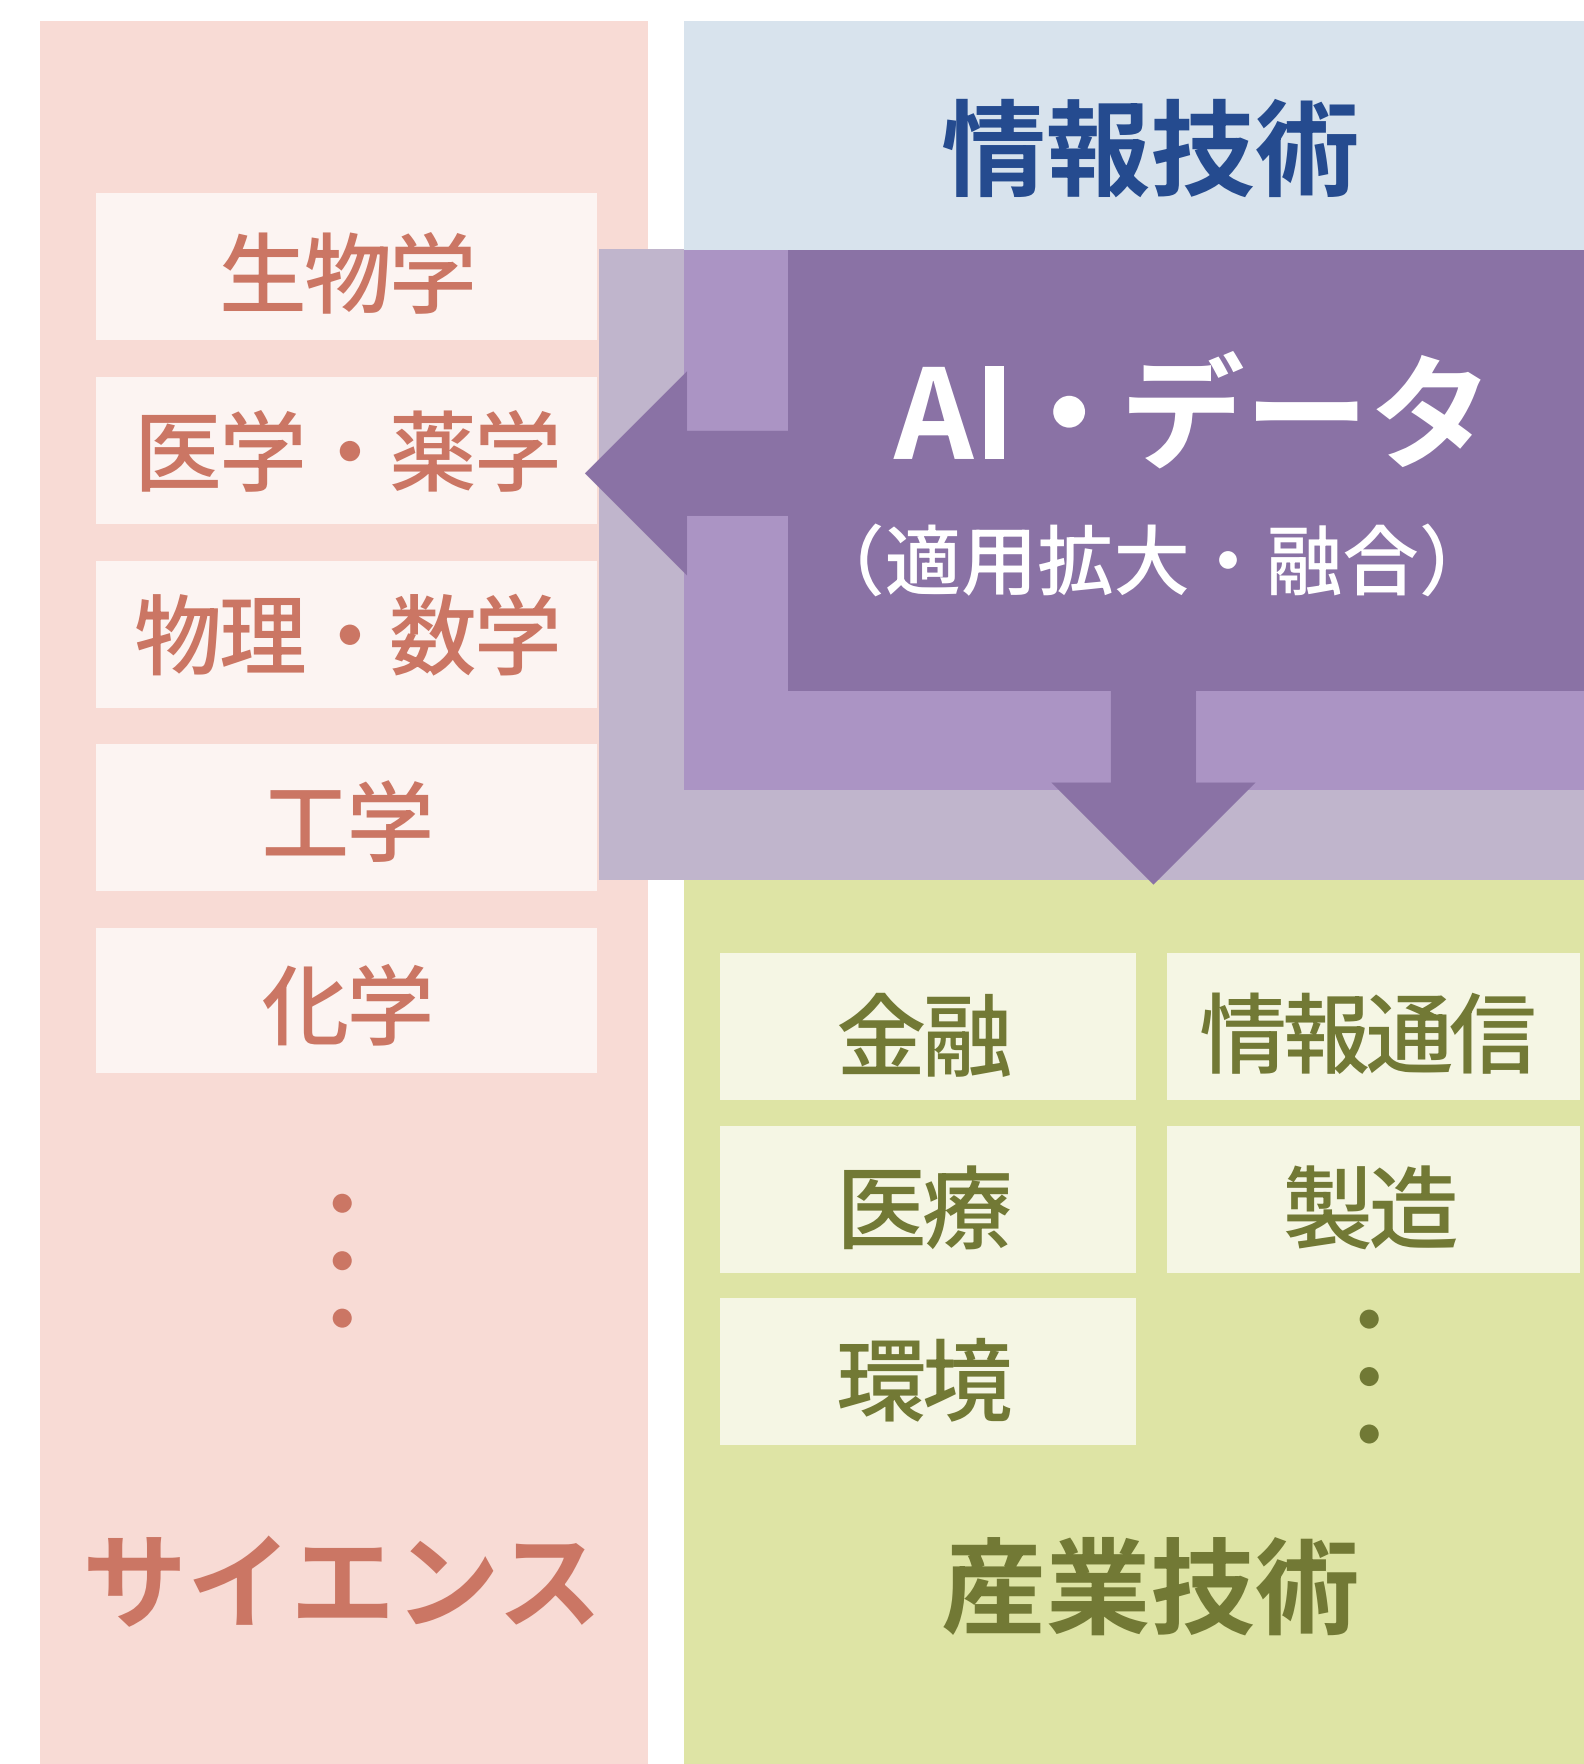 情報技術
AI・データ
（適用拡大・融合）
生物学
医学・薬学
物理・数学
工学
化学
・
・
・
サイエンス
金融
情報通信
医療
製造
環境
・
・
・
産業技術